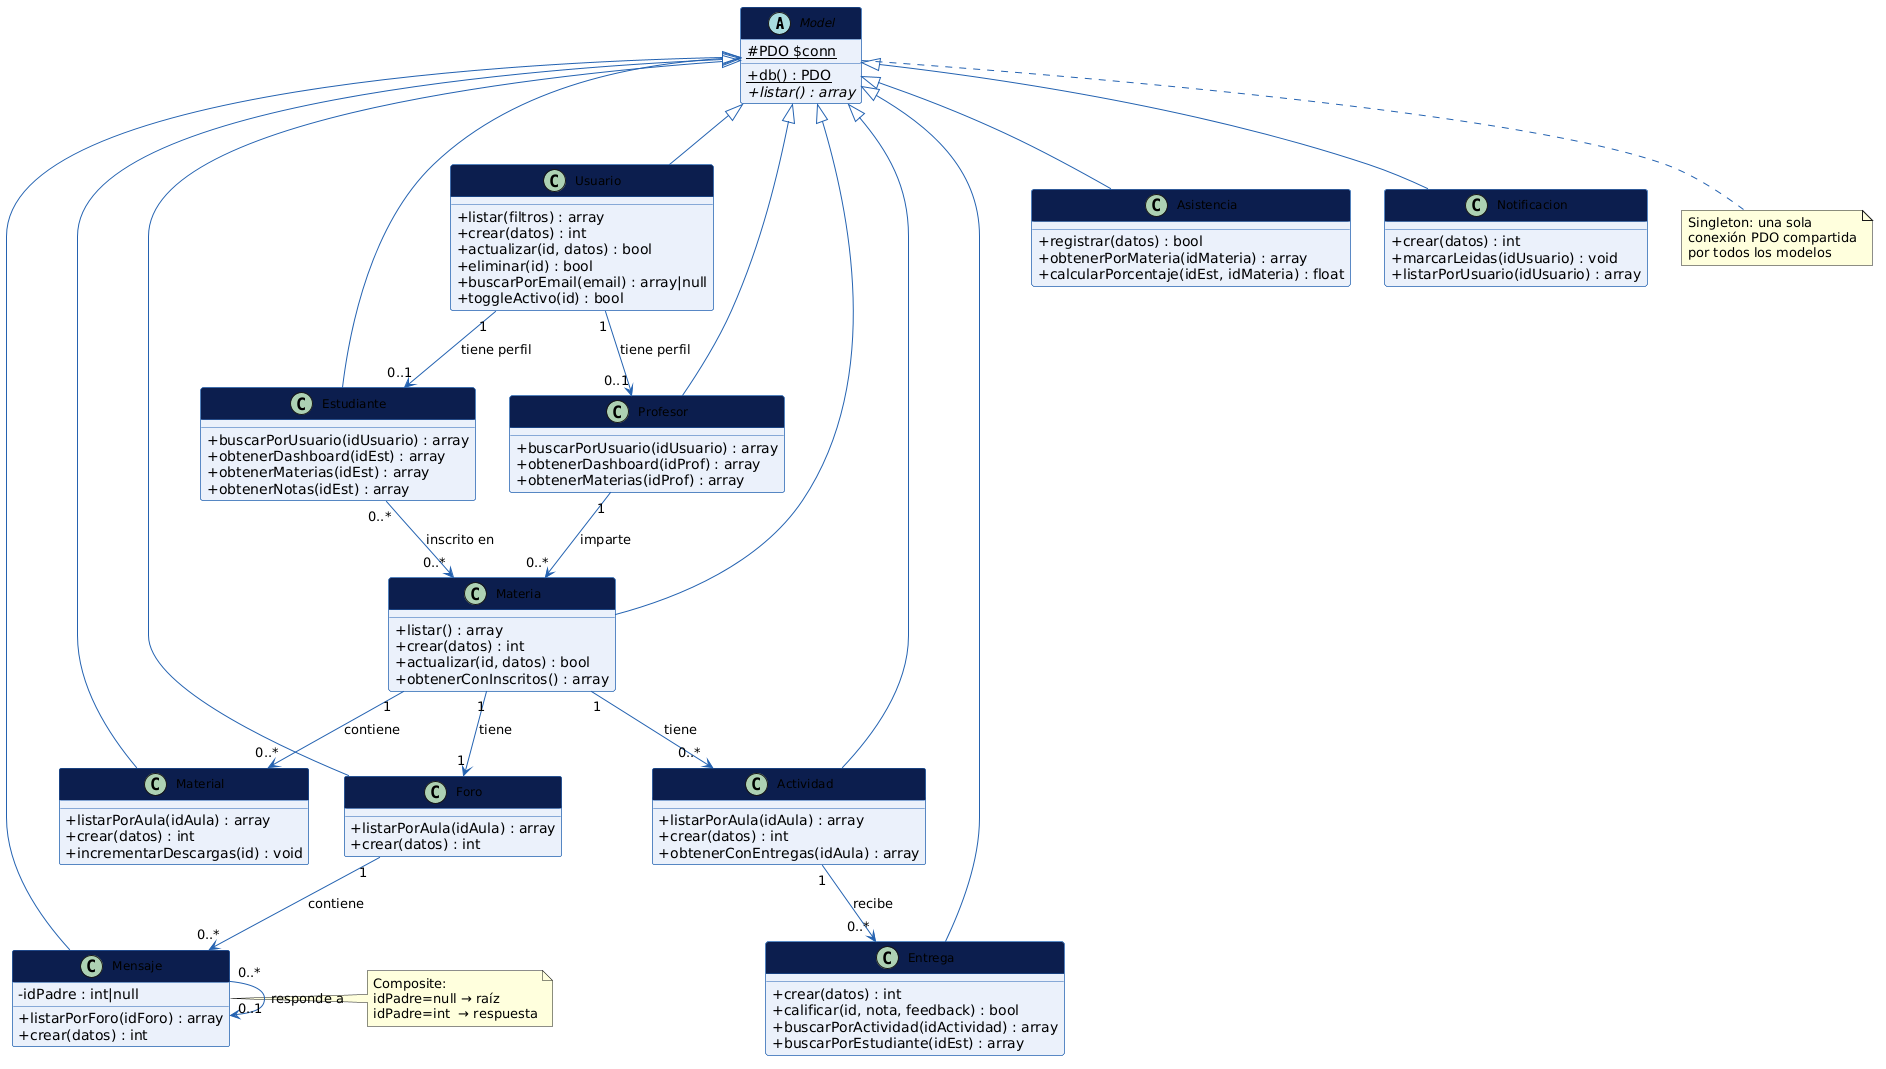 A Model
#PDO $conn
+db() : PDO
+listar() : array
C Usuario
+listar(filtros) : array
+crear(datos) : int
+actualizar(id, datos) : bool
+eliminar(id) : bool
+buscarPorEmail(email) : array|null
+toggleActivo(id) : bool
C Asistencia
+registrar(datos) : bool
+obtenerPorMateria(idMateria) : array
+calcularPorcentaje(idEst, idMateria) : float
C Notificacion
+crear(datos) : int
+marcarLeidas(idUsuario) : void
+listarPorUsuario(idUsuario) : array
Singleton: una sola
conexión PDO compartida
por todos los modelos
1
tiene perfil
0..1
1
tiene perfil
0..1
C Estudiante
+buscarPorUsuario(idUsuario) : array
+obtenerDashboard(idEst) : array
+obtenerMaterias(idEst) : array
+obtenerNotas(idEst) : array
C Profesor
+buscarPorUsuario(idUsuario) : array
+obtenerDashboard(idProf) : array
+obtenerMaterias(idProf) : array
0..*
inscrito en
0..*
1
imparte
0..*
C Materia
+listar() : array
+crear(datos) : int
+actualizar(id, datos) : bool
+obtenerConInscritos() : array
1
contiene
0..*
1
tiene
1
1
tiene
0..*
C Material
+listarPorAula(idAula) : array
+crear(datos) : int
+incrementarDescargas(id) : void
C Foro
+listarPorAula(idAula) : array
+crear(datos) : int
C Actividad
+listarPorAula(idAula) : array
+crear(datos) : int
+obtenerConEntregas(idAula) : array
1
contiene
0..*
1
recibe
0..*
C Mensaje
-idPadre : int|null
+listarPorForo(idForo) : array
+crear(datos) : int
0..*
responde a
0..1
Composite:
idPadre=null → raíz
idPadre=int → respuesta
C Entrega
+crear(datos) : int
+calificar(id, nota, feedback) : bool
+buscarPorActividad(idActividad) : array
+buscarPorEstudiante(idEst) : array